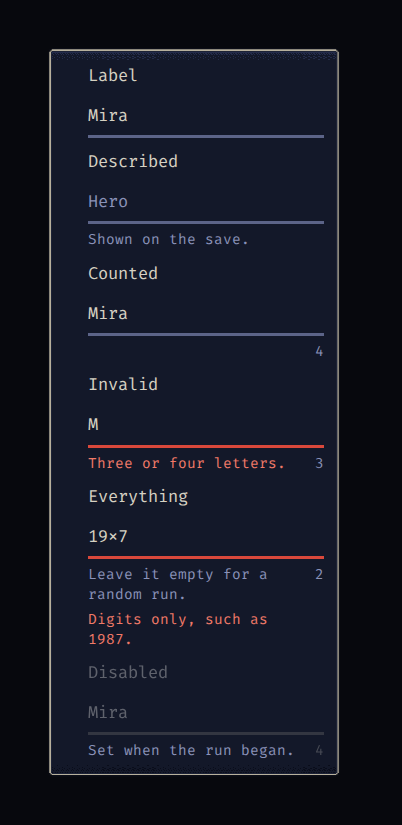 Label
Mira
Described
Hero
Shown on the save.
Counted
Mira
4
Invalid
M
Three or four letters. 3
Everything
19×7
Leave it empty for a 2
random run.
Digits only, such as
1987.
Disabled
Mira
Set when the run began. 4